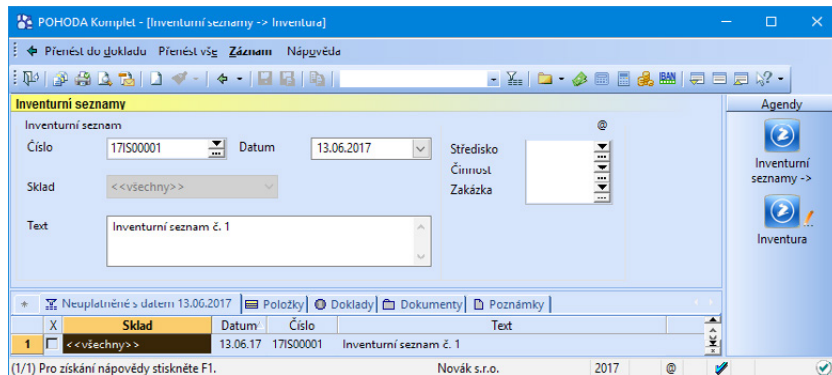 POHODA Komplet - [Inventurní seznamy -> Inventura]
Přenést do dokladu Přenést vše Záznam Nápověda
Inventurní seznamy
Agendy
Inventurní seznam @
Číslo 17IS00001 Datum 13.06.2017 Středisko
Činnost
Sklad <<všechny>> Zakázka
Text Inventurní seznam č. 1
Inventurní
seznamy ->
Inventura
* Neuplatněné s datem 13.06.2017 Položky Doklady Dokumenty Poznámky
X Sklad Datum Číslo Text
1 <<všechny>> 13.06.17 17IS00001 Inventurní seznam č. 1
(1/1) Pro získání nápovědy stiskněte F1. Novák s.r.o. 2017 @